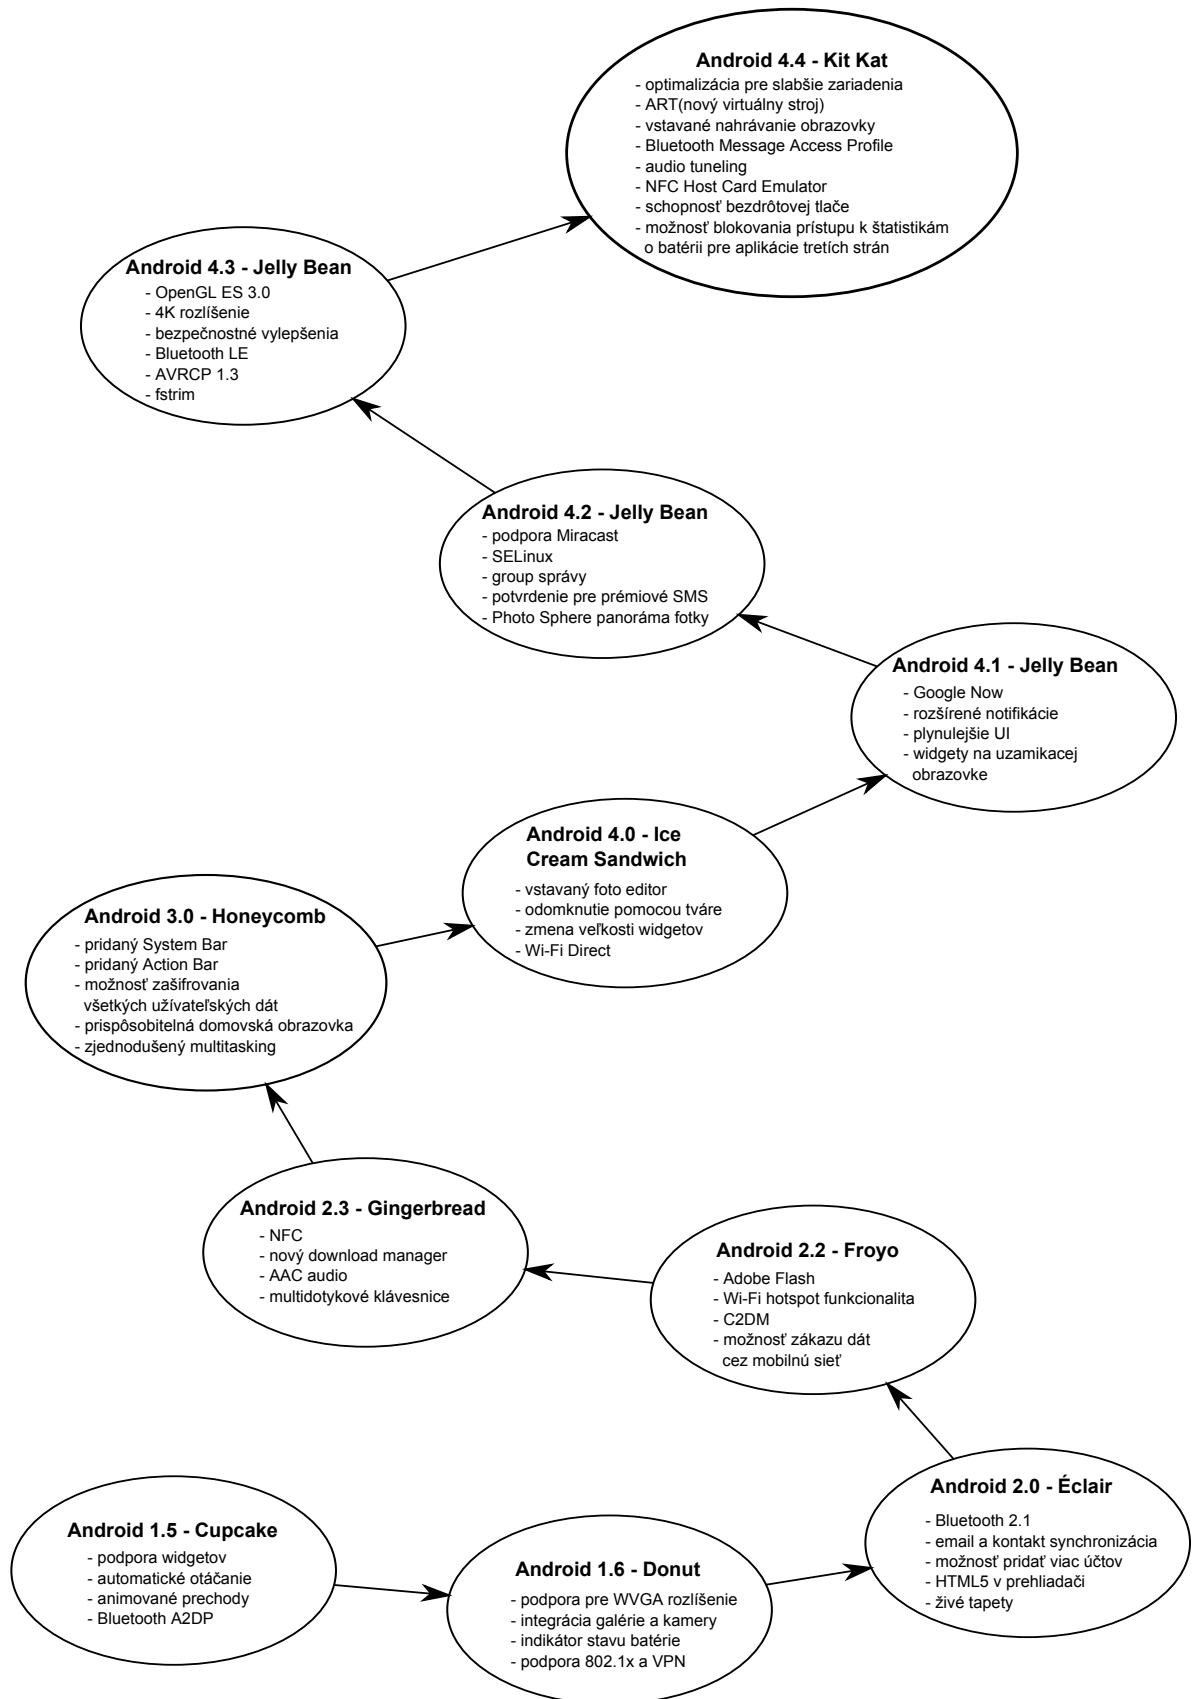 Android 4.4 - Kit Kat
- optimalizácia pre slabšie zariadenia
- ART(nový virtuálny stroj)
- vstavané nahrávanie obrazovky
- Bluetooth Message Access Profile
- audio tuneling
- NFC Host Card Emulator
- schopnosť bezdrôtovej tlače
- možnosť blokovania prístupu k štatistikám
o batérii pre aplikácie tretích strán
Android 4.3 - Jelly Bean
- OpenGL ES 3.0
- 4K rozlíšenie
- bezpečnostné vylepšenia
- Bluetooth LE
- AVRCP 1.3
- fstrim
Android 4.2 - Jelly Bean
- podpora Miracast
- SELinux
- group správy
- potvrdenie pre prémiové SMS
- Photo Sphere panoráma fotky
Android 4.1 - Jelly Bean
- Google Now
- rozšírené notifikácie
- plynulejšie UI
- widgety na uzamikacej
obrazovke
Android 4.0 - Ice
Cream Sandwich
- vstavaný foto editor
- odomknutie pomocou tváre
- zmena veľkosti widgetov
- Wi-Fi Direct
Android 3.0 - Honeycomb
- pridaný System Bar
- pridaný Action Bar
- možnosť zašifrovania
všetkých užívateľských dát
- prispôsobitelná domovská obrazovka
- zjednodušený multitasking
Android 2.3 - Gingerbread
- NFC
- nový download manager
- AAC audio
- multidotykové klávesnice
Android 2.2 - Froyo
- Adobe Flash
- Wi-Fi hotspot funkcionalita
- C2DM
- možnosť zákazu dát
cez mobilnú sieť
Android 2.0 - Éclair
- Bluetooth 2.1
- email a kontakt synchronizácia
- možnosť pridať viac účtov
- HTML5 v prehliadači
- živé tapety
Android 1.5 - Cupcake
- podpora widgetov
- automatické otáčanie
- animované prechody
- Bluetooth A2DP
Android 1.6 - Donut
- podpora pre WVGA rozlíšenie
- integrácia galérie a kamery
- indikátor stavu batérie
- podpora 802.1x a VPN